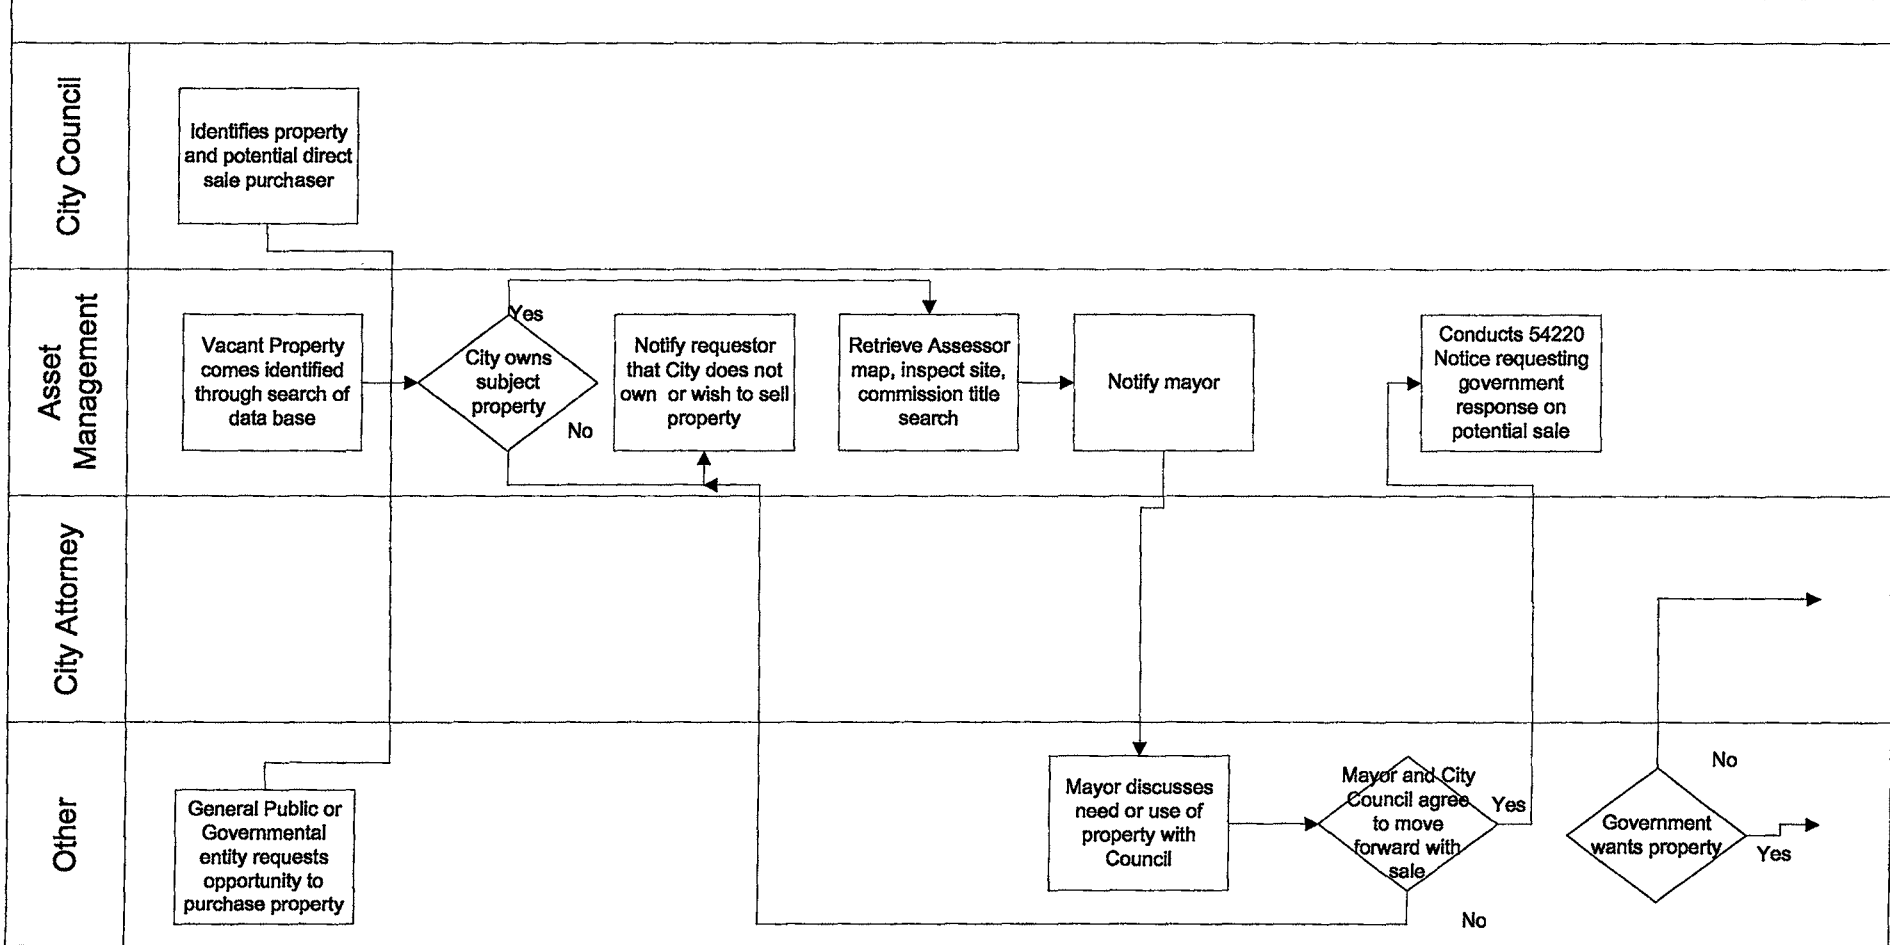 City Council
Identifies property
and potential direct
sale purchaser
Asset
Management
Vacant Property
comes identified
through search of
data base
Yes
City owns
subject
property
No
Notify requestor
that City does not
own or wish to sell
property
Retrieve Assessor
map, inspect site,
commission title
search
Notify mayor
Conducts 54220
Notice requesting
government
response on
potential sale
City Attorney
Other
General Public or
Governmental
entity requests
opportunity to
purchase property
Mayor discusses
need or use of
property with
Council
Mayor and City
Council agree
to move
forward with
sale
Yes
No
Government
wants property
No
Yes